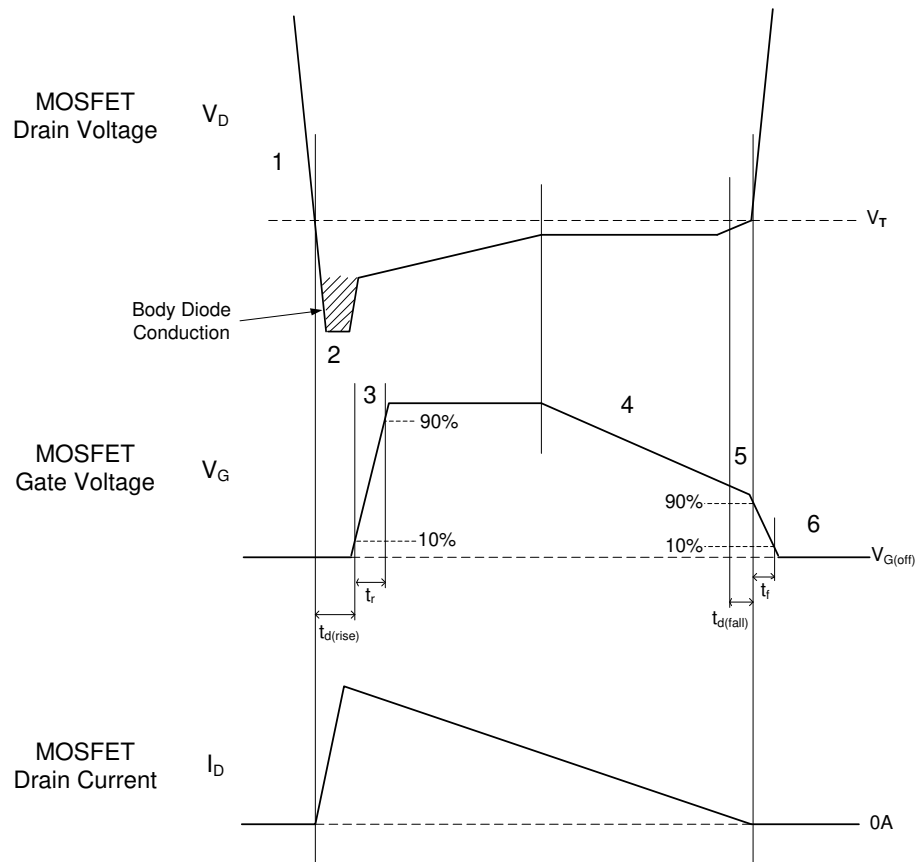 MOSFET
Drain Voltage
V_D
1
V_T
Body Diode
Conduction
2
3
4
90%
5
MOSFET
Gate Voltage
V_G
90%
6
10%
10%
V_G(off)
t_r
t_f
t_d(rise)
t_d(fall)
MOSFET
Drain Current
I_D
0A